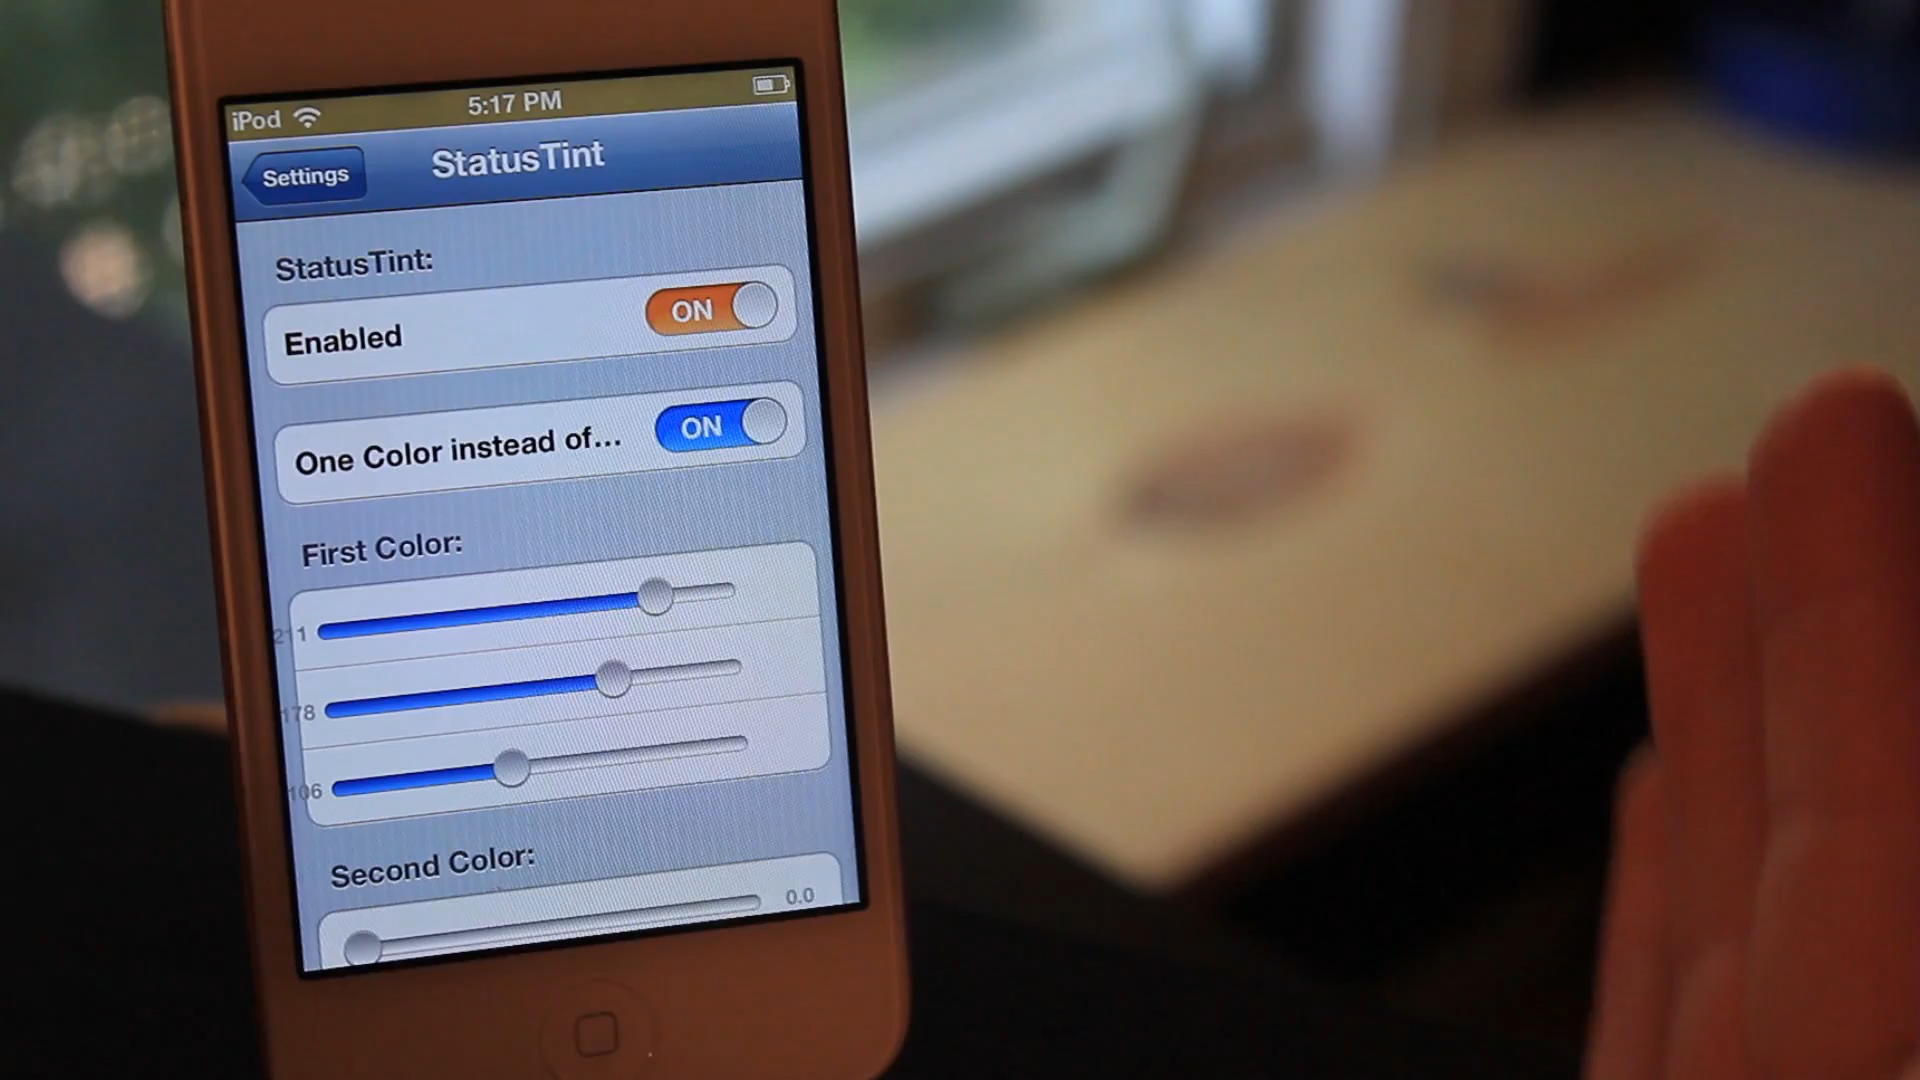 iPod 5:17 PM
Settings StatusTint
StatusTint:
Enabled ON
One Color instead of... ON
First Color:
211
178
106
Second Color:
0.0